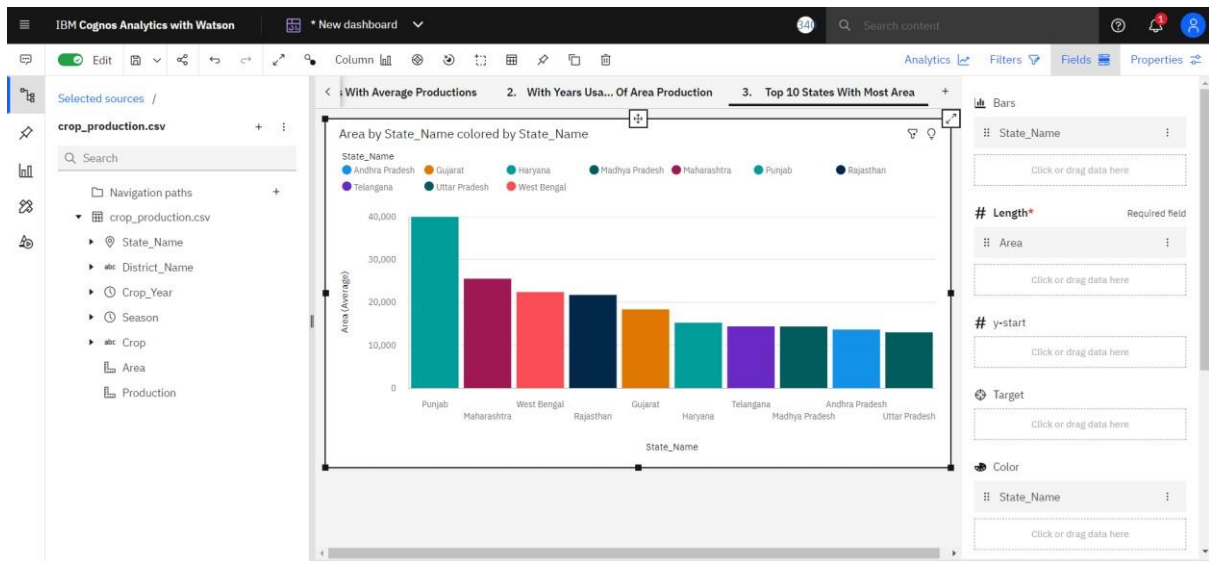 IBM Cognos Analytics with Watson
* New dashboard
Search content
Edit
Column
Analytics
Filters
Fields
Properties
Selected sources /
crop_production.csv
Search
Navigation paths
crop_production.csv
State_Name
abc District_Name
Crop_Year
Season
abc Crop
Area
Production
With Average Productions
2. With Years Usa... Of Area Production
3. Top 10 States With Most Area
Area by State_Name colored by State_Name
State_Name
Andhra Pradesh Gujarat Haryana Madhya Pradesh Maharashtra Punjab Rajasthan
Telangana Uttar Pradesh West Bengal
40,000
30,000
20,000
10,000
0
Area (Average)
Punjab West Bengal Gujarat Telangana Andhra Pradesh
Maharashtra Rajasthan Haryana Madhya Pradesh Uttar Pradesh
State_Name
Bars
State_Name
Click or drag data here
# Length* Required field
Area
Click or drag data here
# y-start
Click or drag data here
Target
Click or drag data here
Color
State_Name
Click or drag data here